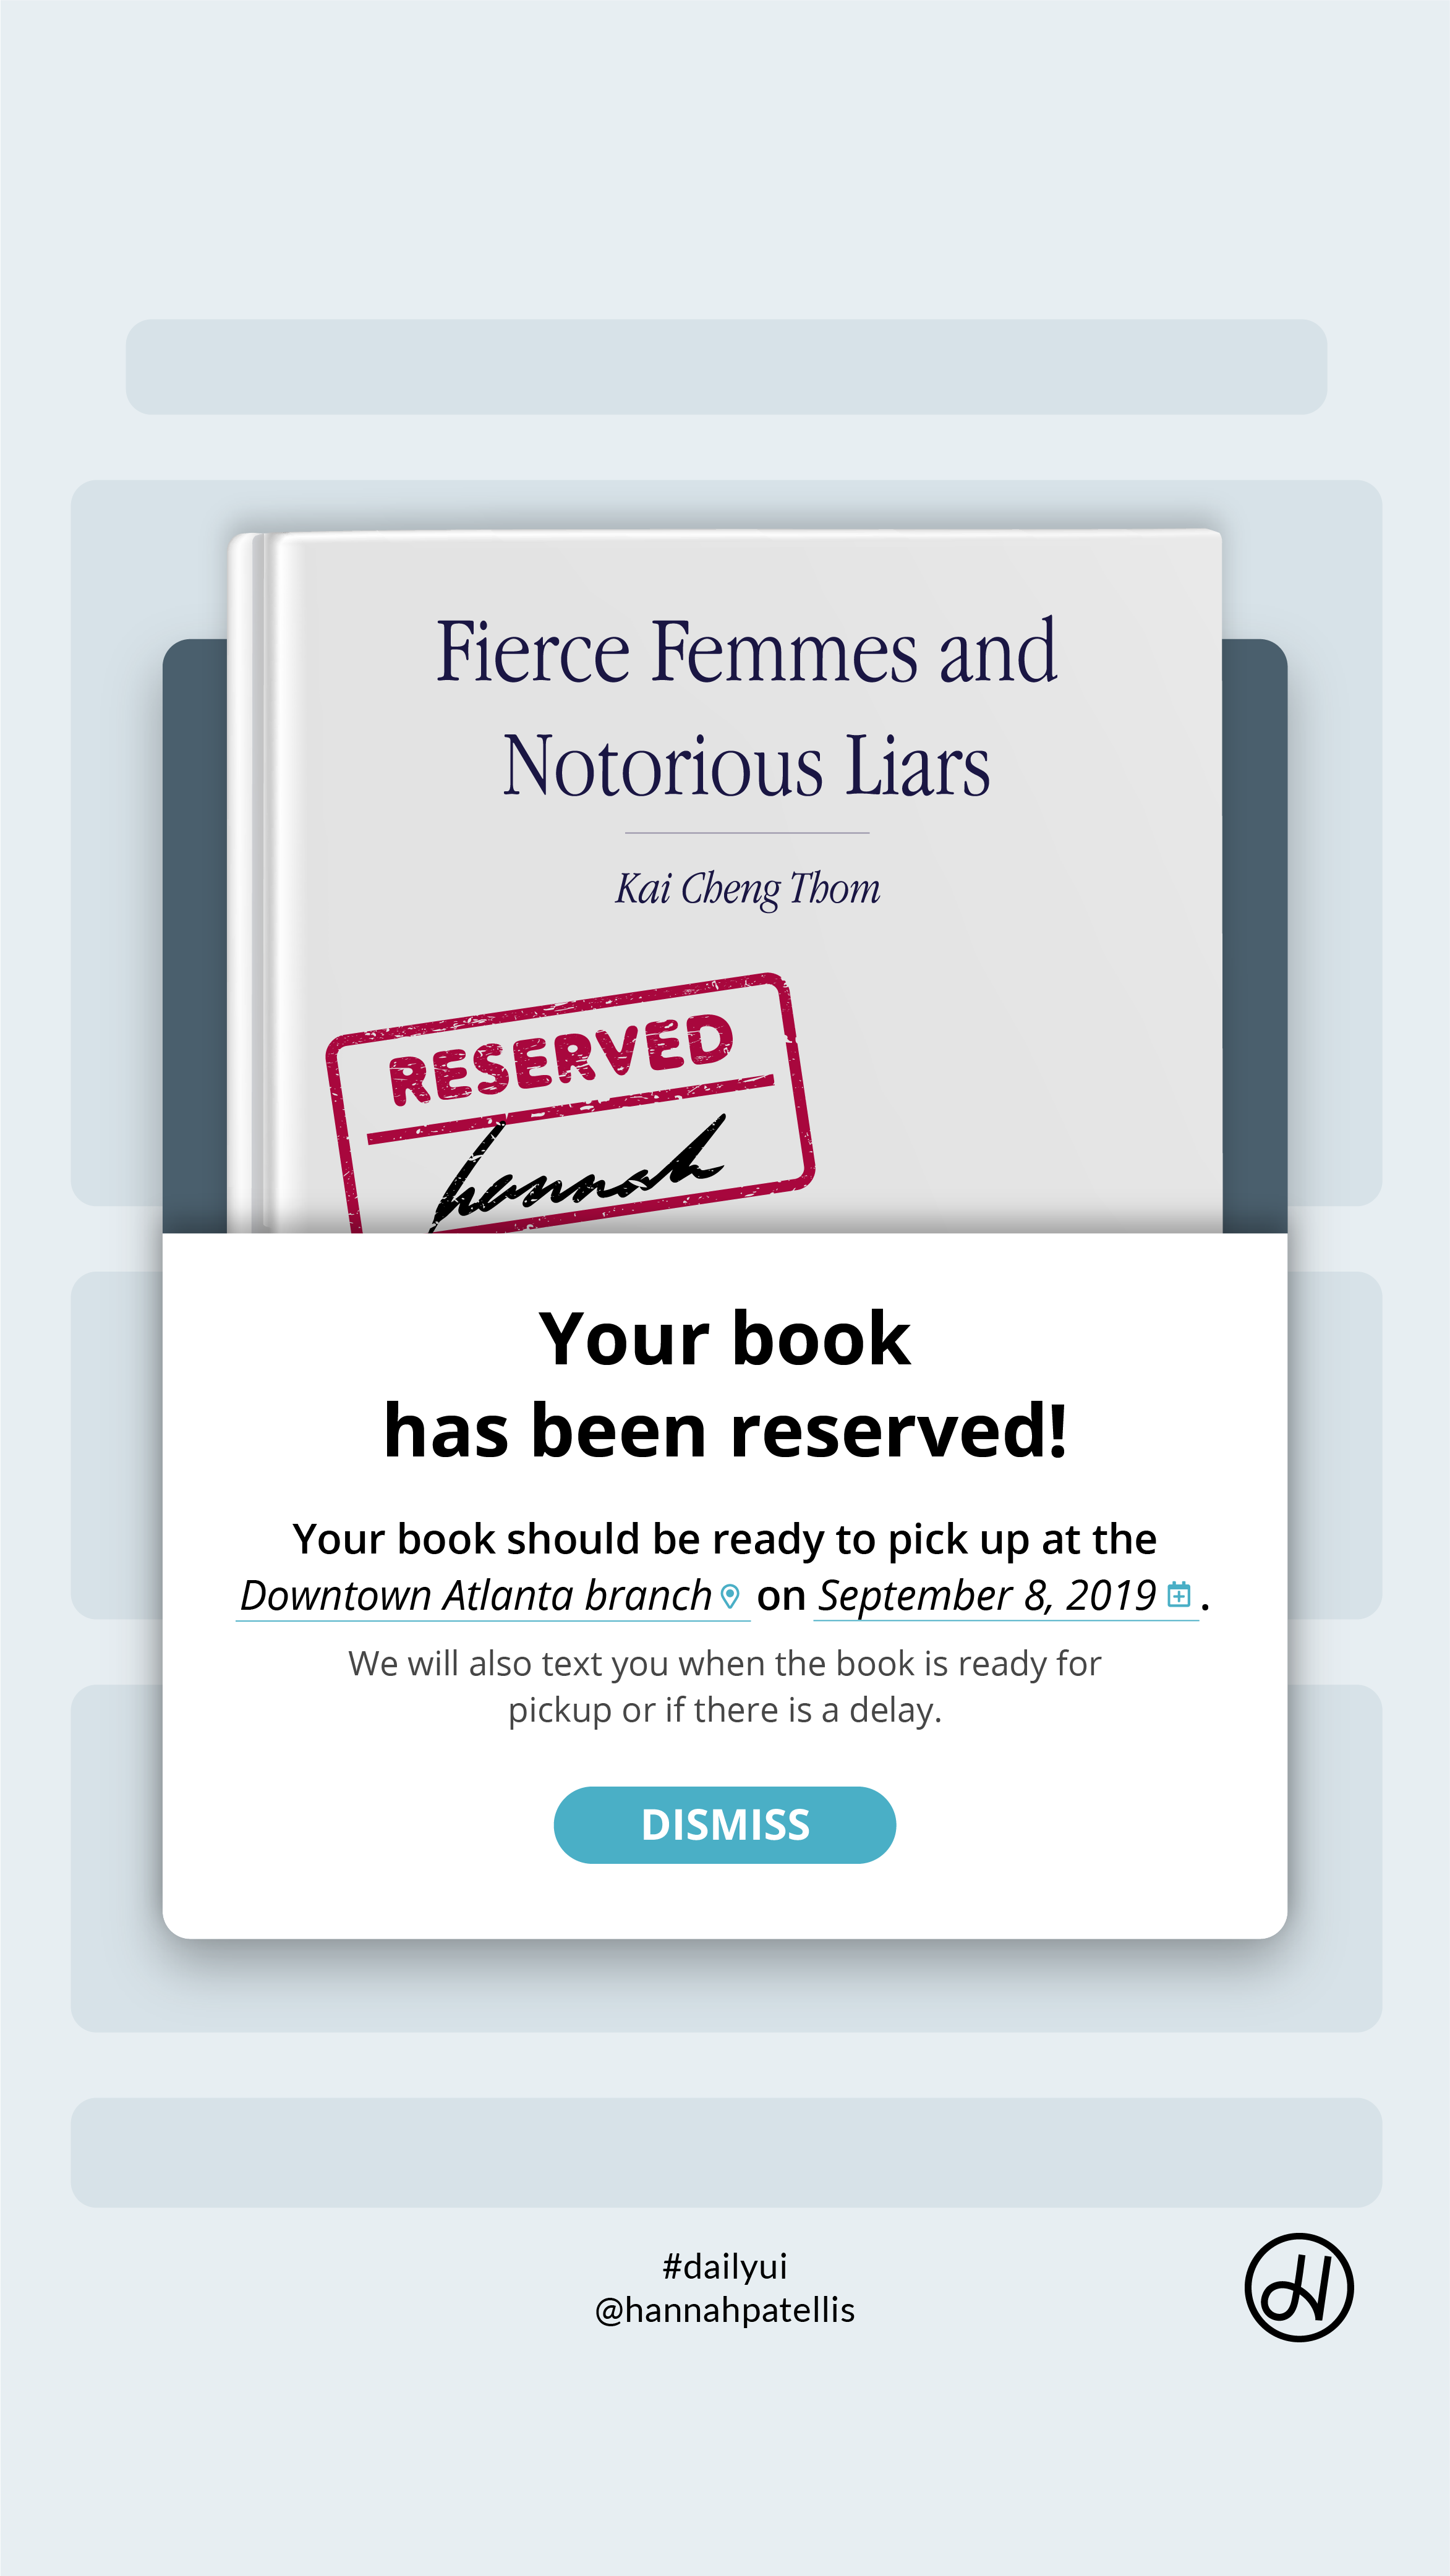 Fierce Femmes and
Notorious Liars
Kai Cheng Thom
RESERVED
hannah
Your book
has been reserved!
Your book should be ready to pick up at the
Downtown Atlanta branch on September 8, 2019.
We will also text you when the book is ready for
pickup or if there is a delay.
DISMISS
#dailyui
@hannahpatellis
H